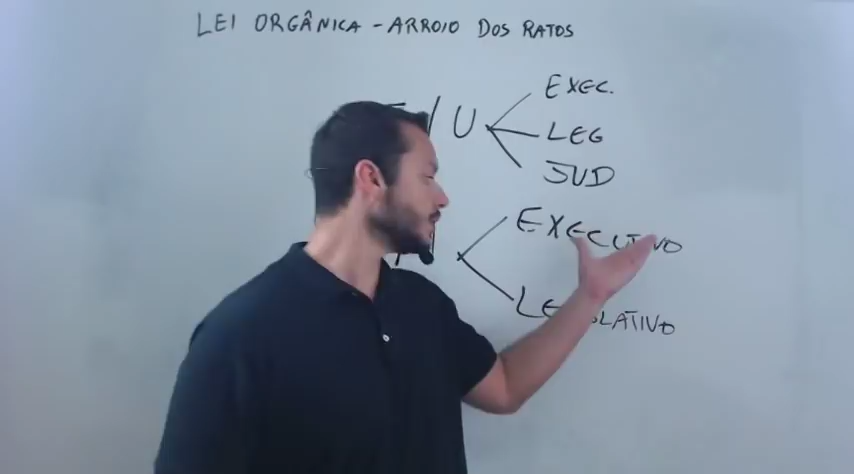 LEI ORGÂNICA - ARROIO DOS RATOS
/ U
EXEC.
LEG
JUD
EXECUTIVO
LEGISLATIVO